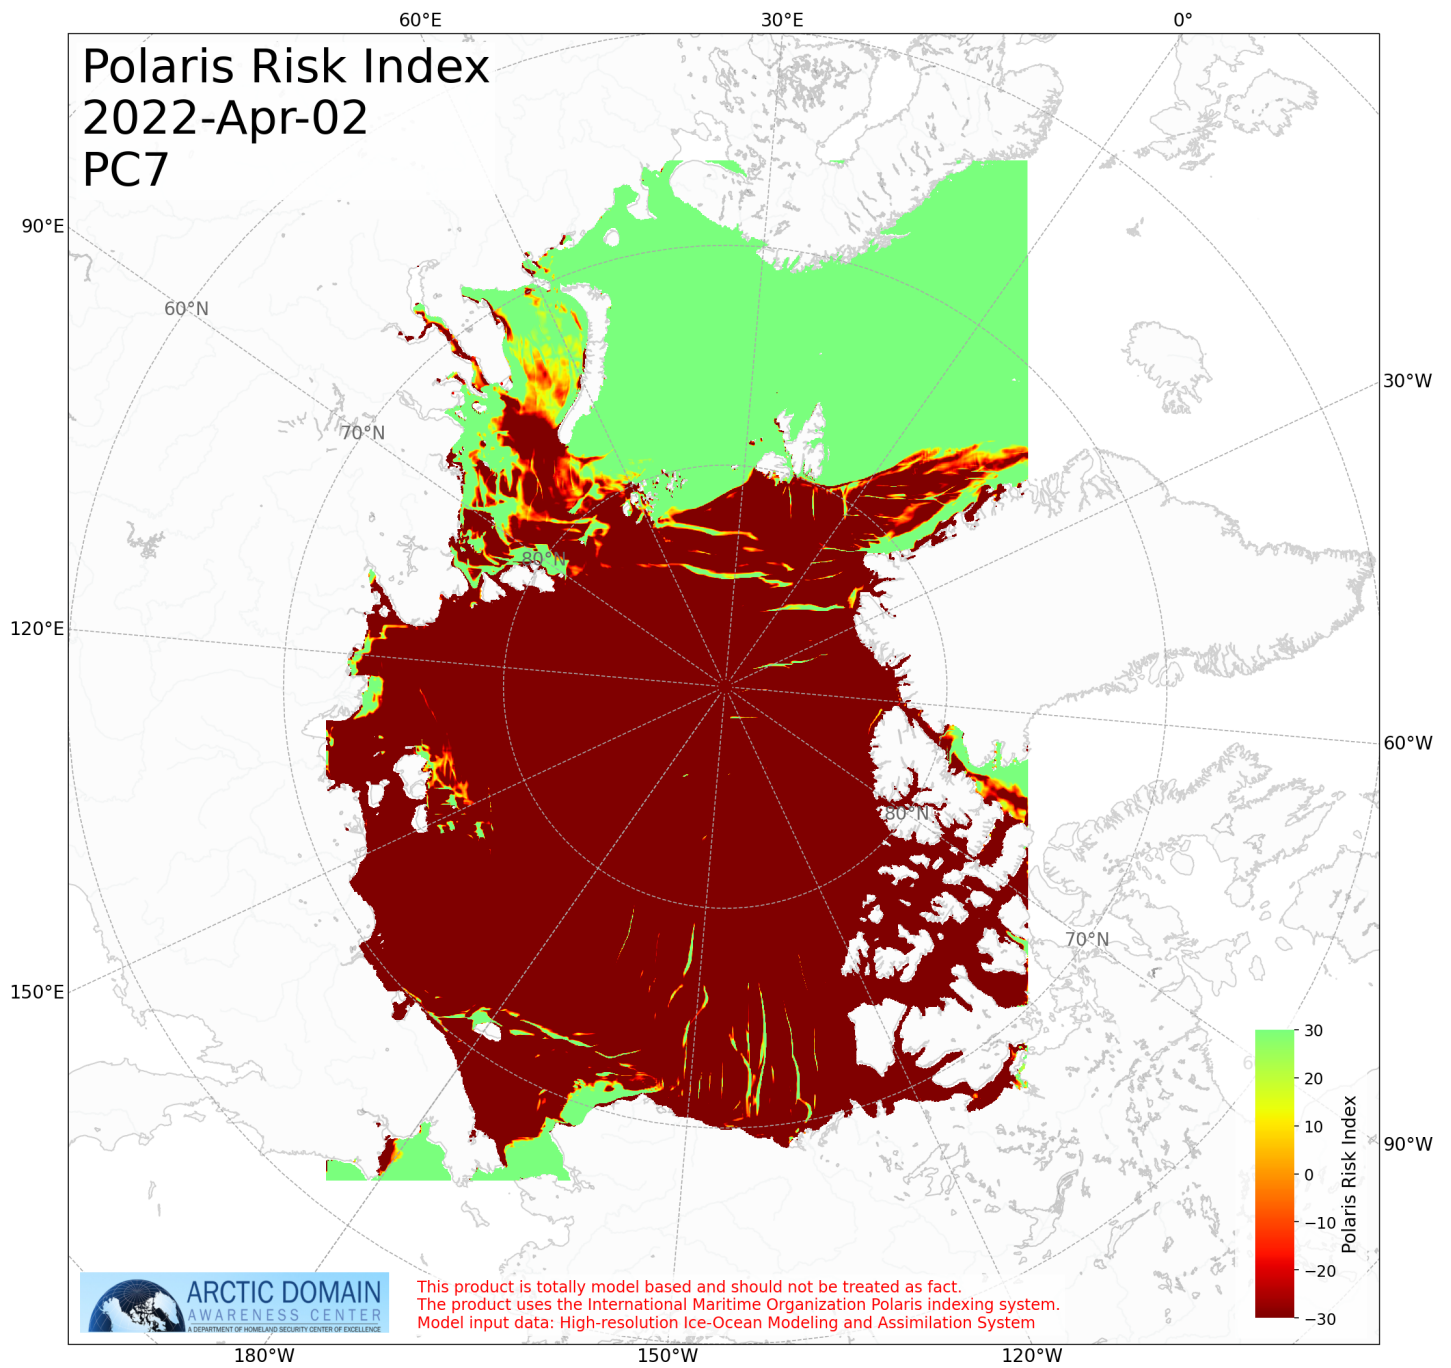 60°E
30°E
0°
Polaris Risk Index
2022-Apr-02
PC7
90°E
60°N
30°W
70°N
80°N
120°E
60°W
80°N
70°N
150°E
30
20
10
0
−10
−20
−30
Polaris Risk Index
90°W
ARCTIC DOMAIN
AWARENESS CENTER
A DEPARTMENT OF HOMELAND SECURITY CENTER OF EXCELLENCE
This product is totally model based and should not be treated as fact.
The product uses the International Maritime Organization Polaris indexing system.
Model input data: High-resolution Ice-Ocean Modeling and Assimilation System
180°W
150°W
120°W